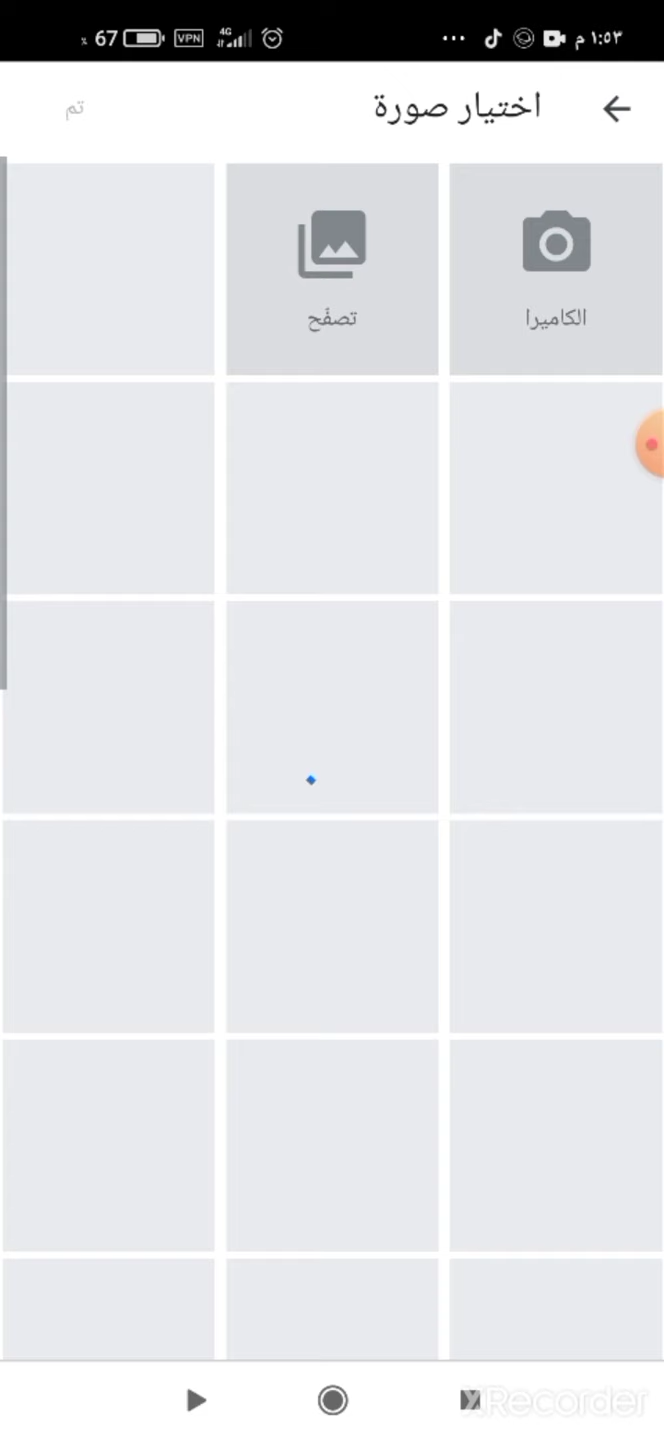 ١:٥٣ م ... 4G VPN 67 %
اختيار صورة
تم
الكاميرا
تصفّح
XRecorder